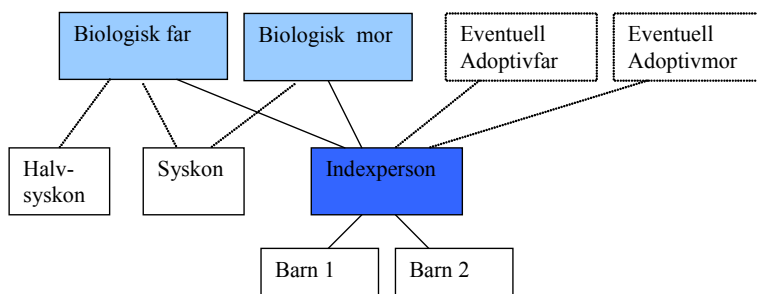 Biologisk far
Biologisk mor
Eventuell
Adoptivfar
Eventuell
Adoptivmor
Halv-
syskon
Syskon
Indexperson
Barn 1
Barn 2